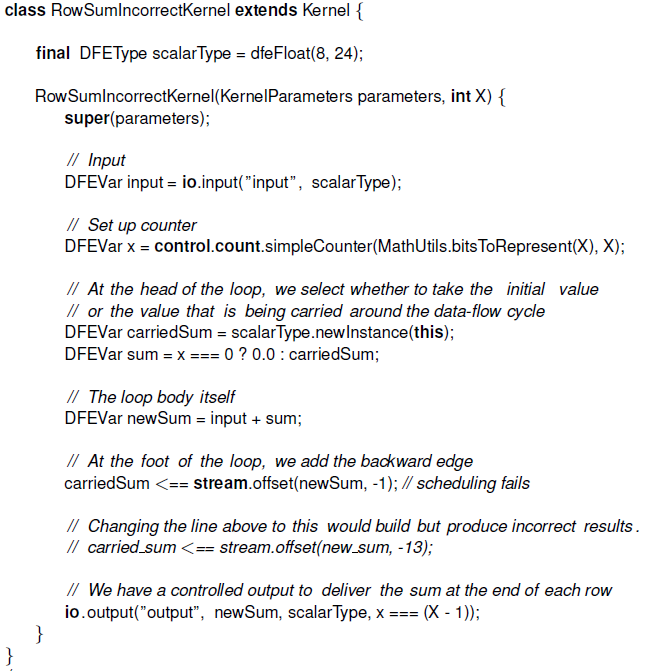 class RowSumIncorrectKernel extends Kernel {
final DFEType scalarType = dfeFloat(8, 24);
RowSumIncorrectKernel(KernelParameters parameters, int X) {
super(parameters);
// Input
DFEVar input = io.input("input", scalarType);
// Set up counter
DFEVar x = control.count.simpleCounter(MathUtils.bitsToRepresent(X), X);
// At the head of the loop, we select whether to take the initial value
// or the value that is being carried around the data-flow cycle
DFEVar carriedSum = scalarType.newInstance(this);
DFEVar sum = x === 0 ? 0.0 : carriedSum;
// The loop body itself
DFEVar newSum = input + sum;
// At the foot of the loop, we add the backward edge
carriedSum <== stream.offset(newSum, -1); // scheduling fails
// Changing the line above to this would build but produce incorrect results.
// carried_sum <== stream.offset(new_sum, -13);
// We have a controlled output to deliver the sum at the end of each row
io.output("output", newSum, scalarType, x === (X - 1));
}
}